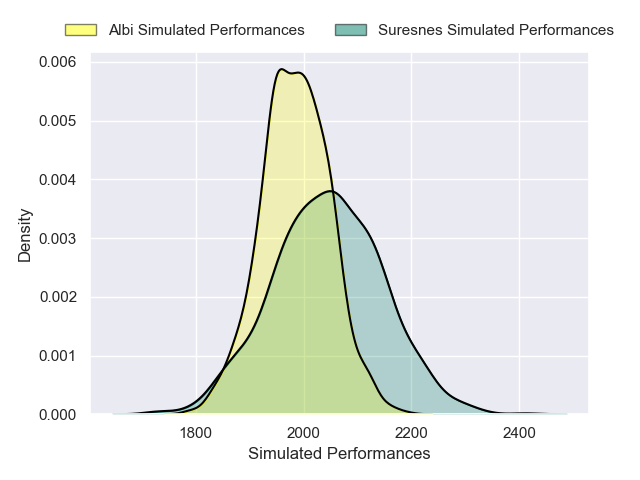 Albi Simulated Performances
Suresnes Simulated Performances
0.006
0.005
0.004
0.003
0.002
0.001
0.000
Density
1800 2000 2200 2400
Simulated Performances